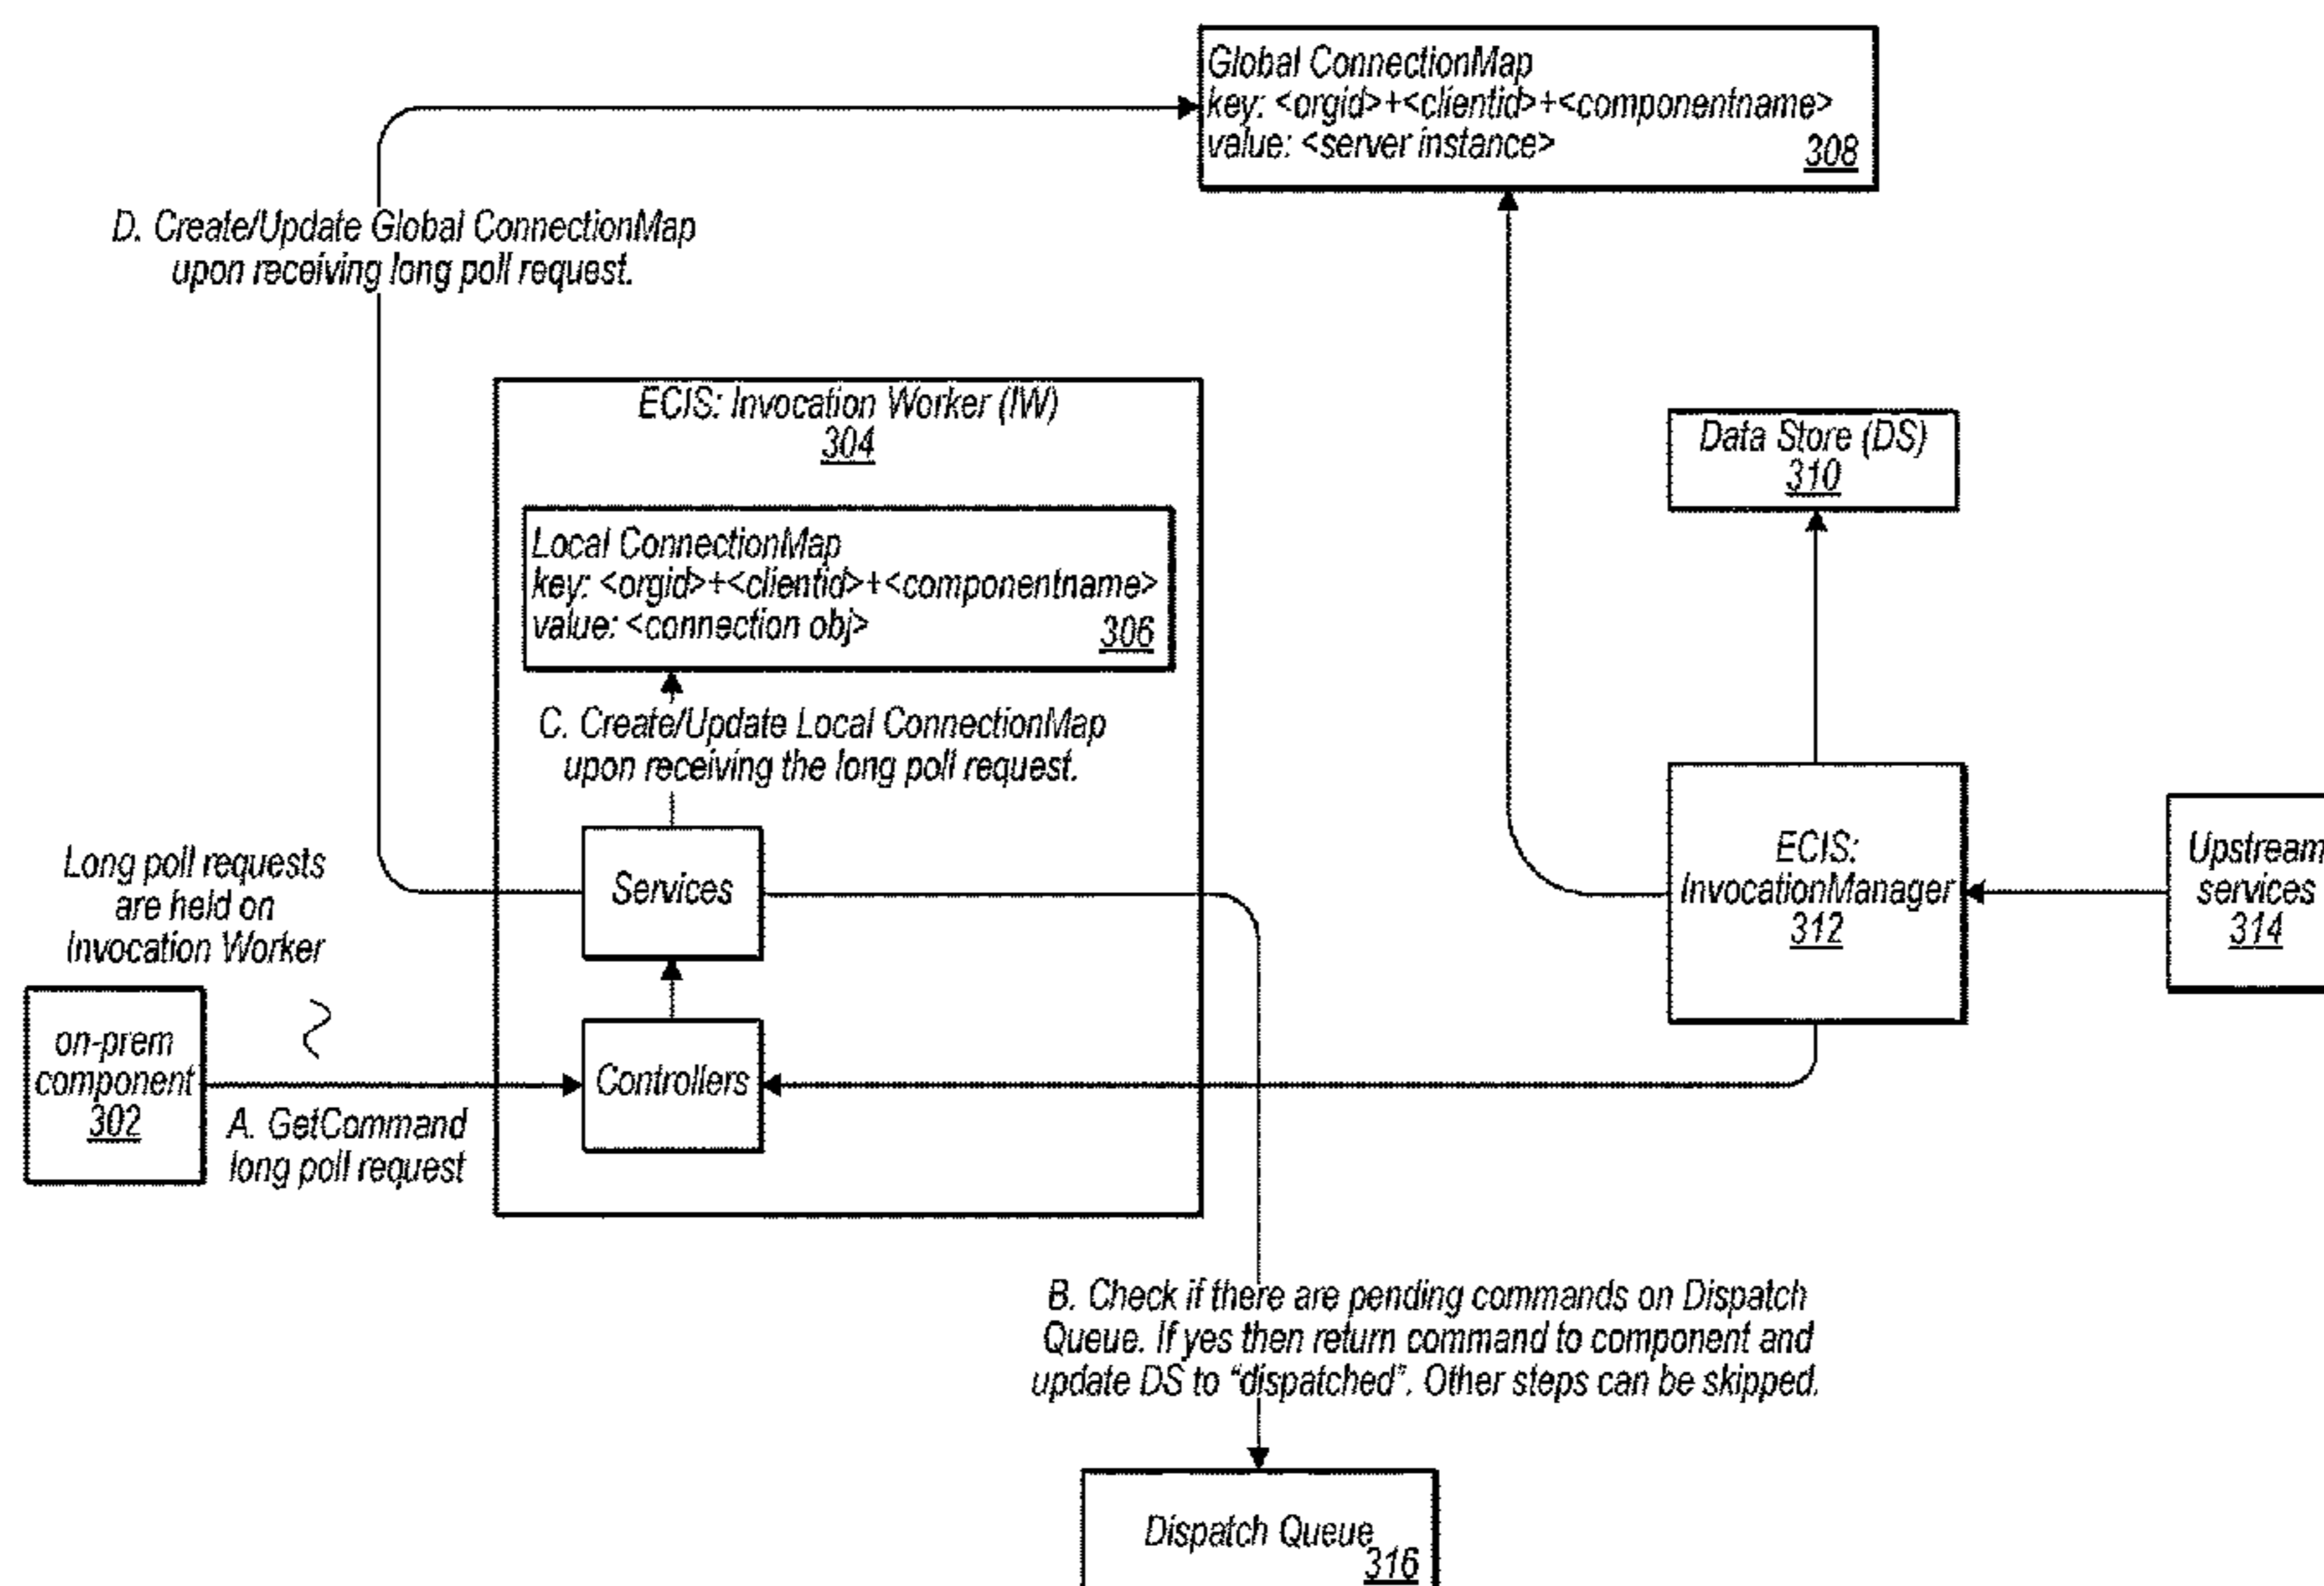 Global ConnectionMap
key: <orgid>+<clientid>+<componentname>
value: <server instance>
308
D. Create/Update Global ConnectionMap
upon receiving long poll request.
ECIS: Invocation Worker (IW)
304
Data Store (DS)
310
Local ConnectionMap
key: <orgid>+<clientid>+<componentname>
value: <connection obj>
306
C. Create/Update Local ConnectionMap
upon receiving the long poll request.
Long poll requests
are held on
Invocation Worker
Services
ECIS:
InvocationManager
312
Upstream
services
314
on-prem
component
302
Controllers
A. GetCommand
long poll request
B. Check if there are pending commands on Dispatch
Queue. If yes then return command to component and
update DS to "dispatched". Other steps can be skipped.
Dispatch Queue
316